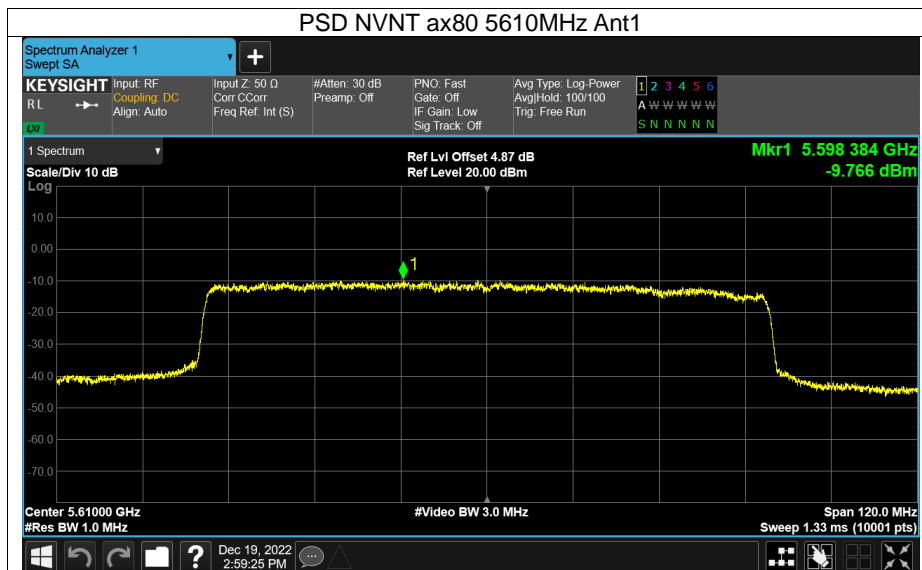 PSD NVNT ax80 5610MHz Ant1
Spectrum Analyzer 1
Swept SA
KEYSIGHT Input: RF Input Z: 50 Ω #Atten: 30 dB PNO: Fast Avg Type: Log-Power 1 2 3 4 5 6
R L Coupling: DC Corr CCorr Preamp: Off Gate: Off Avg|Hold: 100/100 A W W W W W
Align: Auto Freq Ref: Int (S) IF Gain: Low Trig: Free Run
LXI Sig Track: Off S N N N N N
1 Spectrum Ref Lvl Offset 4.87 dB Mkr1 5.598 384 GHz
Scale/Div 10 dB Ref Level 20.00 dBm -9.766 dBm
Log
10.0
0.00
1
-10.0
-20.0
-30.0
-40.0
-50.0
-60.0
-70.0
Center 5.61000 GHz #Video BW 3.0 MHz Span 120.0 MHz
#Res BW 1.0 MHz Sweep 1.33 ms (10001 pts)
? Dec 19, 2022
2:59:25 PM